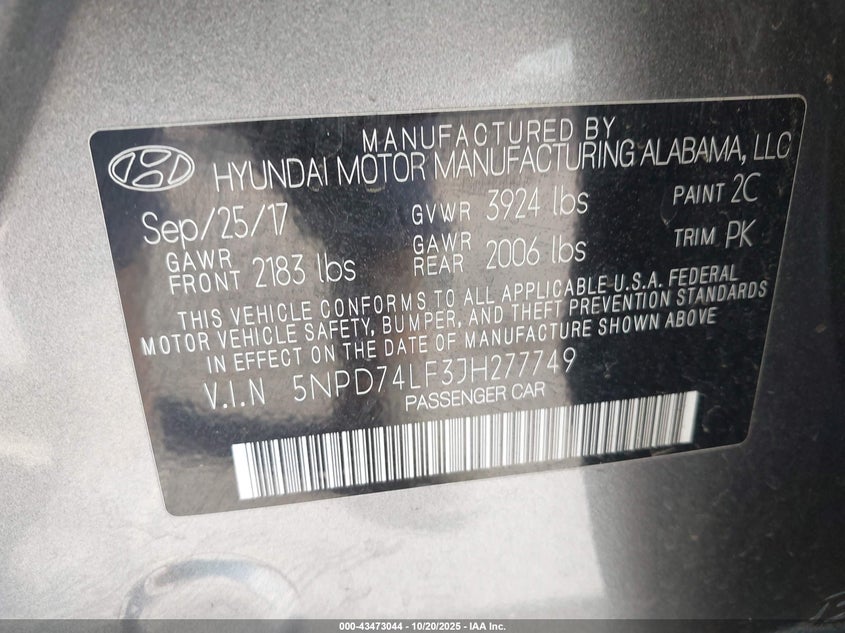 MANUFACTURED BY
HYUNDAI MOTOR MANUFACTURING ALABAMA, LLC
Sep/25/17 GVWR 3924 lbs PAINT 2C
GAWR FRONT 2183 lbs GAWR REAR 2006 lbs TRIM PK
THIS VEHICLE CONFORMS TO ALL APPLICABLE U.S.A. FEDERAL
MOTOR VEHICLE SAFETY, BUMPER, AND THEFT PREVENTION STANDARDS
IN EFFECT ON THE DATE OF MANUFACTURE SHOWN ABOVE
V.I.N 5NPD74LF3JH277749
PASSENGER CAR
000-43473044 | 10/20/2025 - IAA Inc.